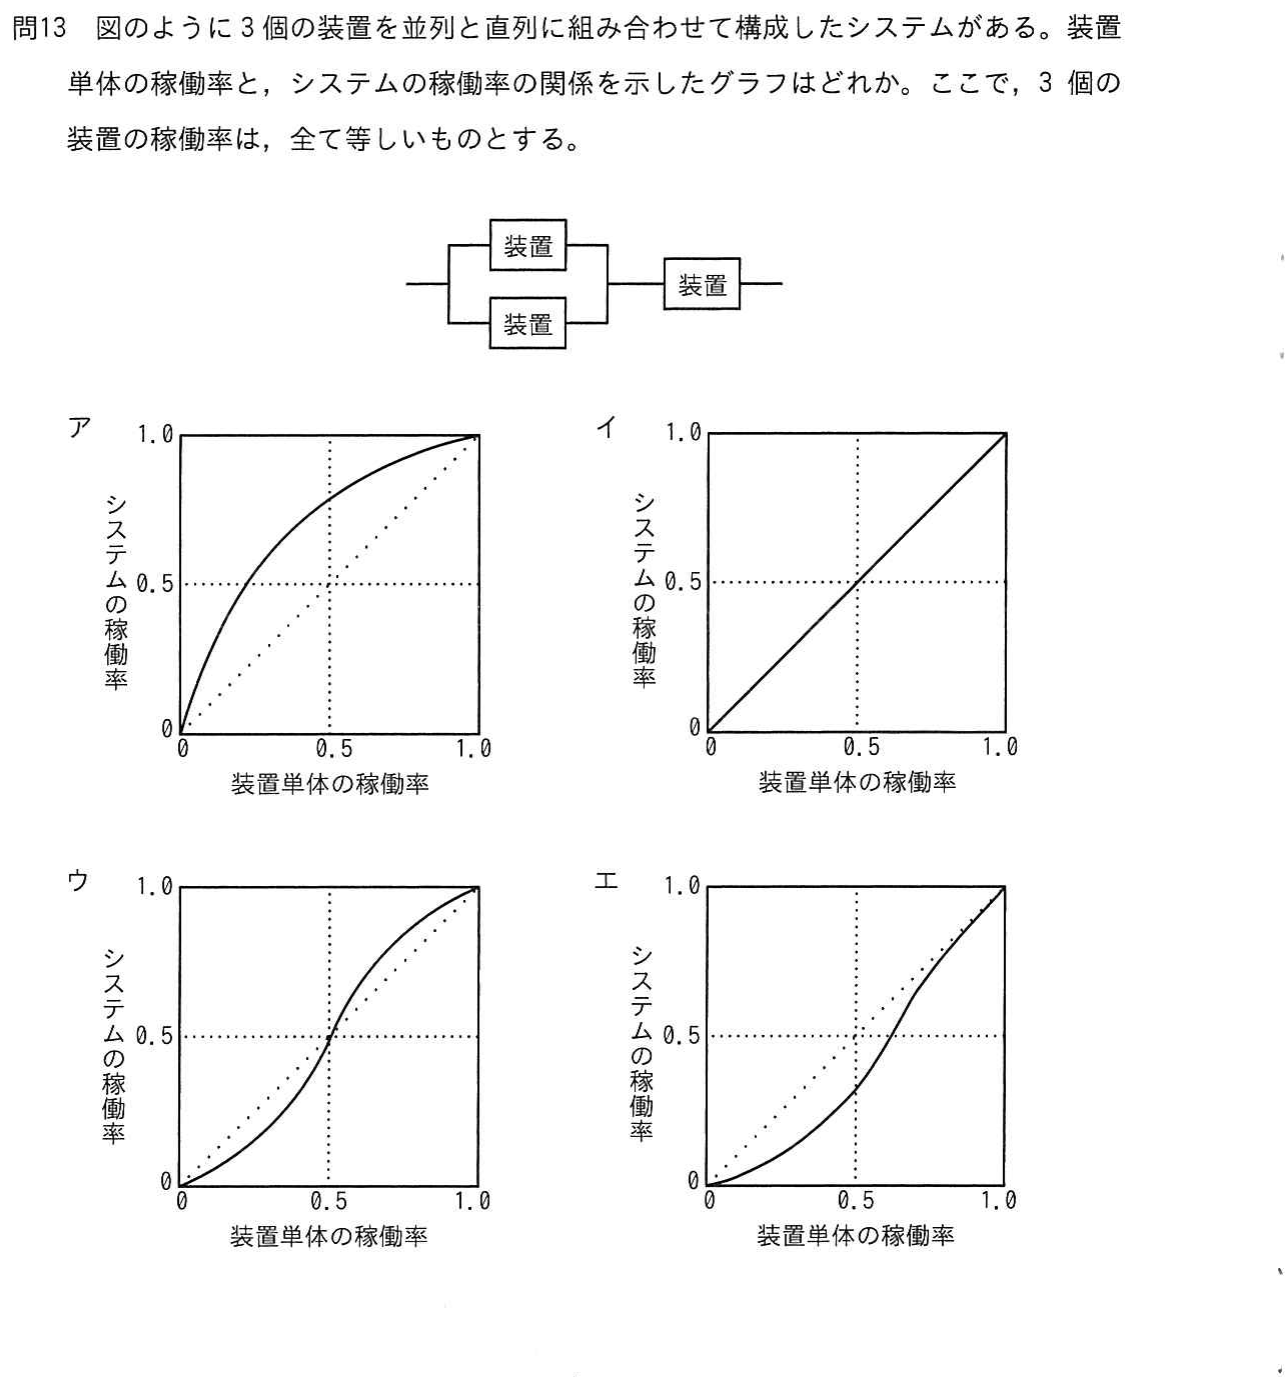 問13 図のように3個の装置を並列と直列に組み合わせて構成したシステムがある。装置
単体の稼働率と，システムの稼働率の関係を示したグラフはどれか。ここで，3 個の
装置の稼働率は，全て等しいものとする。
装置
装置
装置
ア
1.0
0.5
0
システムの稼働率
0 0.5 1.0
装置単体の稼働率
イ
1.0
0.5
0
システムの稼働率
0 0.5 1.0
装置単体の稼働率
ウ
1.0
0.5
0
システムの稼働率
0 0.5 1.0
装置単体の稼働率
エ
1.0
0.5
0
システムの稼働率
0 0.5 1.0
装置単体の稼働率